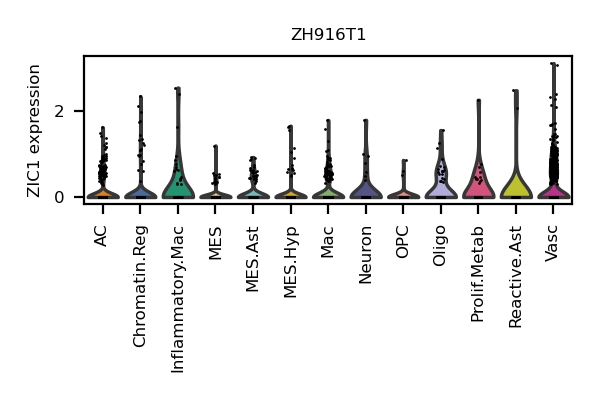 ZH916T1
ZIC1 expression
2
0
AC
Chromatin.Reg
Inflammatory.Mac
MES
MES.Ast
MES.Hyp
Mac
Neuron
OPC
Oligo
Prolif.Metab
Reactive.Ast
Vasc